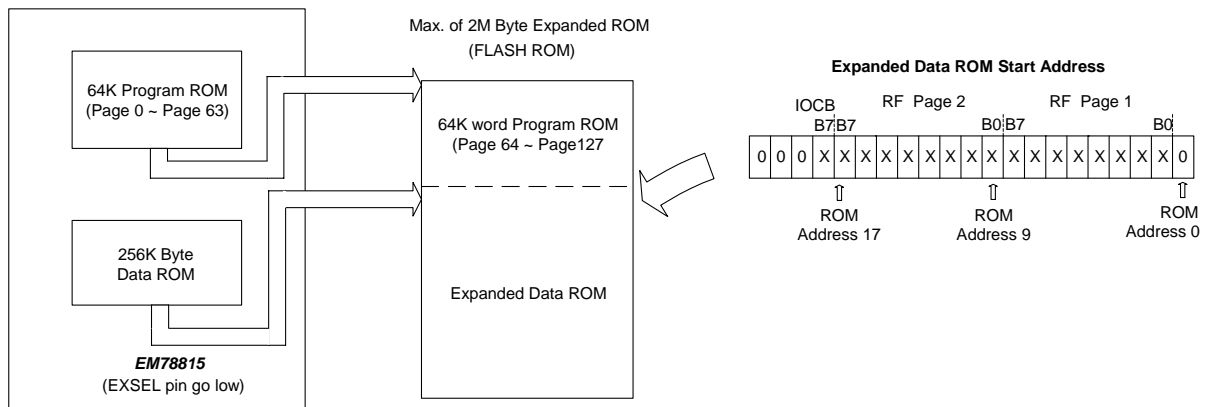 Max. of 2M Byte Expanded ROM
(FLASH ROM)
64K Program ROM
(Page 0 ~ Page 63)
256K Byte
Data ROM
EM78815
(EXSEL pin go low)
64K word Program ROM
(Page 64 ~ Page127
Expanded Data ROM
Expanded Data ROM Start Address
IOCB RF Page 2 RF Page 1
B7 B7 B0 B7 B0
0 0 0 X X X X X X X X X X X X X X X X X 0
ROM
Address 17
ROM
Address 9
ROM
Address 0